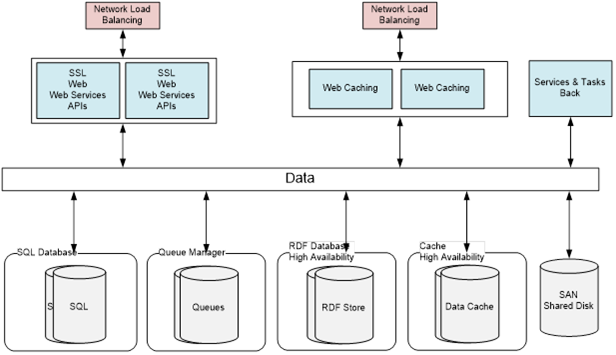 Network Load
Balancing
Network Load
Balancing
SSL
Web
Web Services
APIs
SSL
Web
Web Services
APIs
Web Caching
Web Caching
Services & Tasks
Back
Data
SQL Database
Queue Manager
RDF Database
High Availability
Cache
High Availability
S
SQL
Queues
RDF Store
Data Cache
SAN
Shared Disk